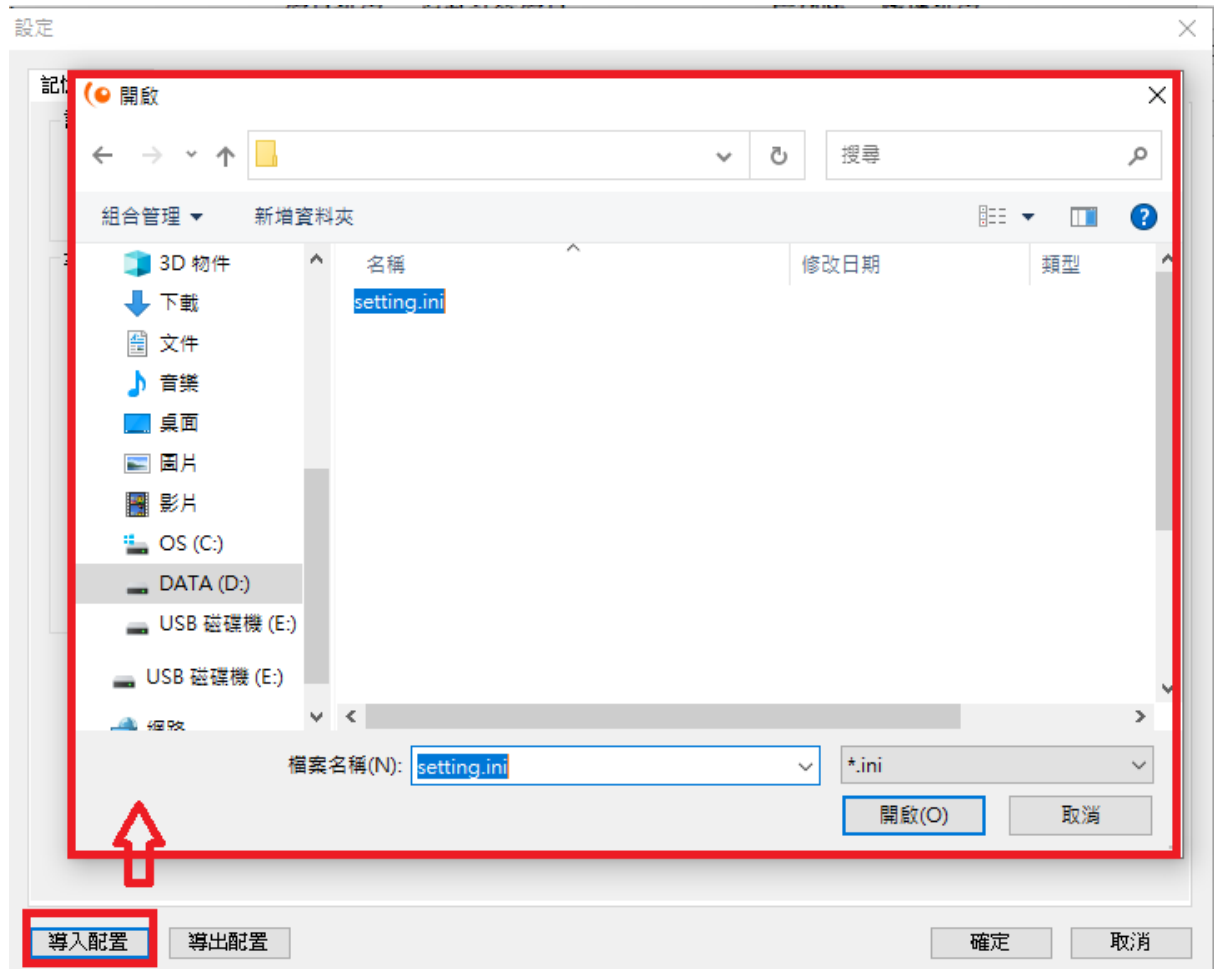 設定
開啟
搜尋
組合管理 新增資料夾
名稱 修改日期 類型
3D 物件
下載
文件
音樂
桌面
圖片
影片
OS (C:)
DATA (D:)
USB 磁碟機 (E:)
USB 磁碟機 (E:)
網路
setting.ini
檔案名稱(N): setting.ini *.ini
開啟(O) 取消
導入配置 導出配置 確定 取消